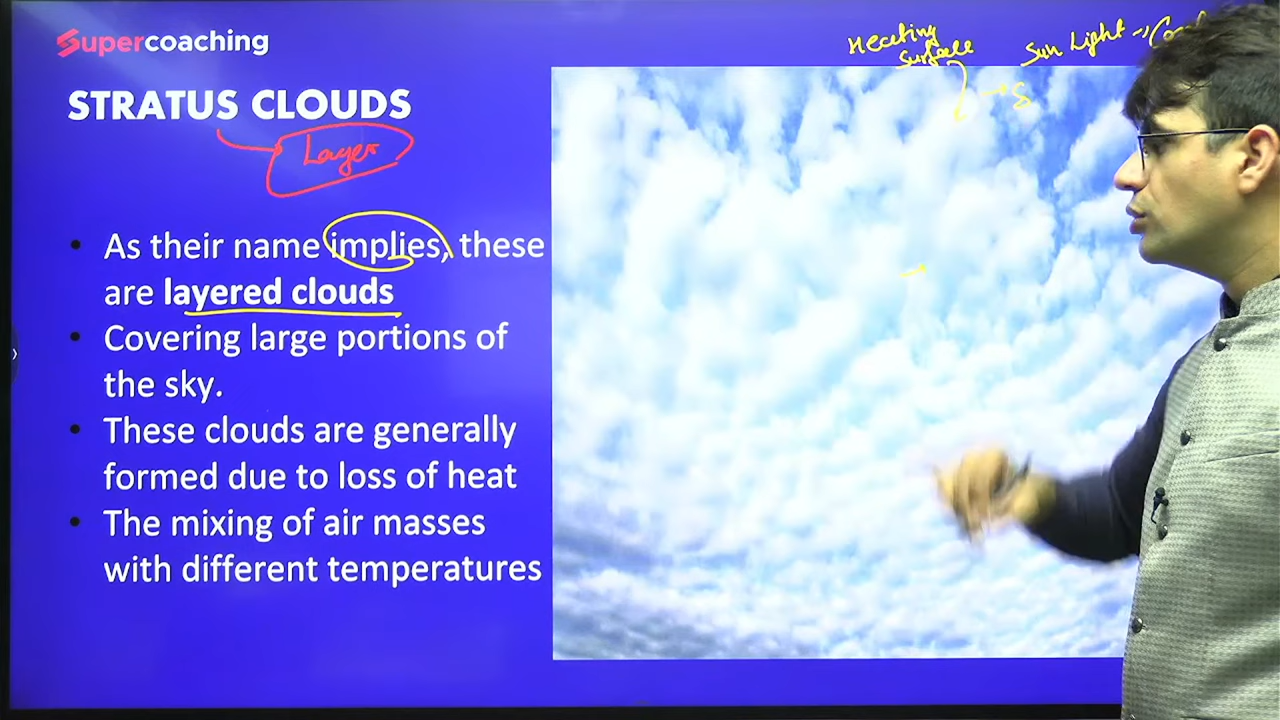 Supercoaching
Heating
Surface
Sun Light
→ S
STRATUS CLOUDS
Layer
• As their name implies, these
are layered clouds
• Covering large portions of
the sky.
• These clouds are generally
formed due to loss of heat
• The mixing of air masses
with different temperatures